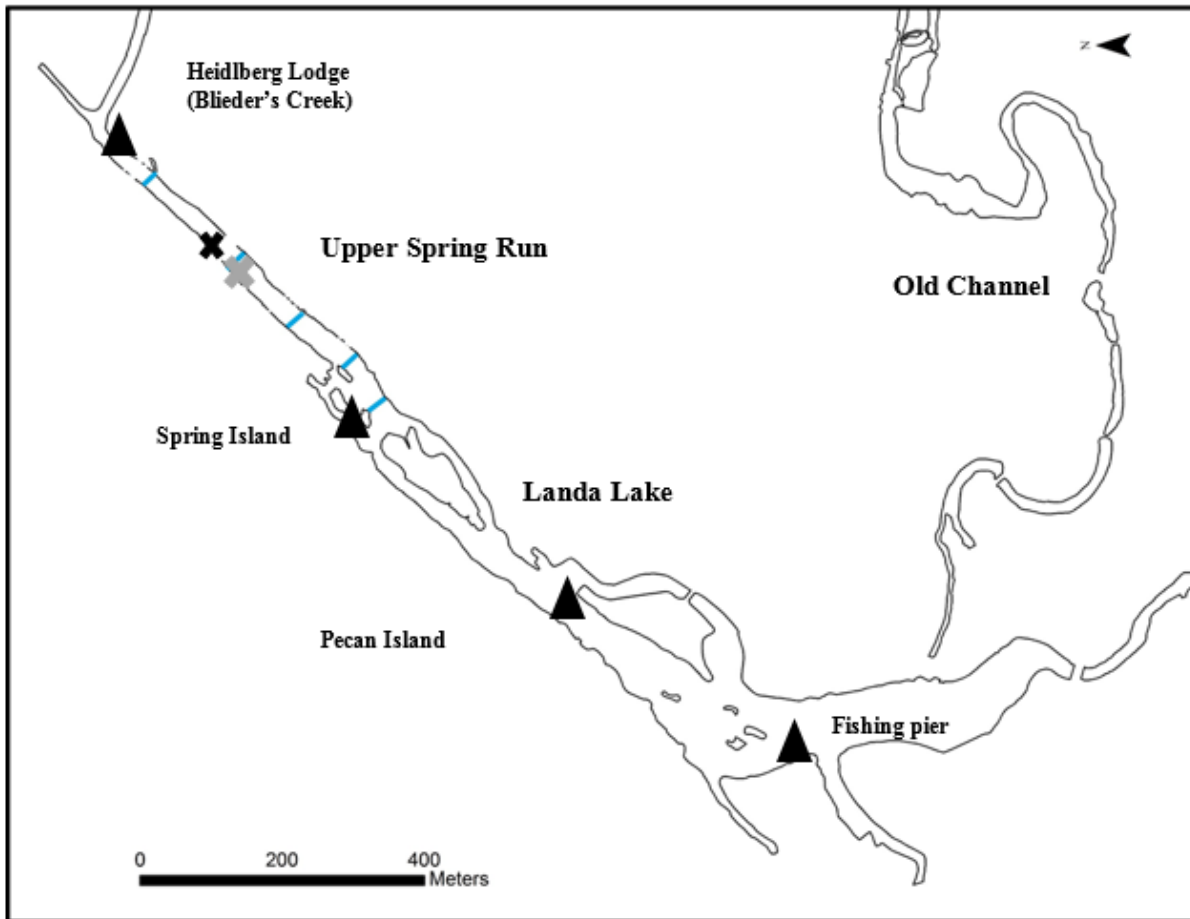 Heidlberg Lodge
(Blieder's Creek)
N
Upper Spring Run
Old Channel
Spring Island
Landa Lake
Pecan Island
Fishing pier
0 200 400
Meters